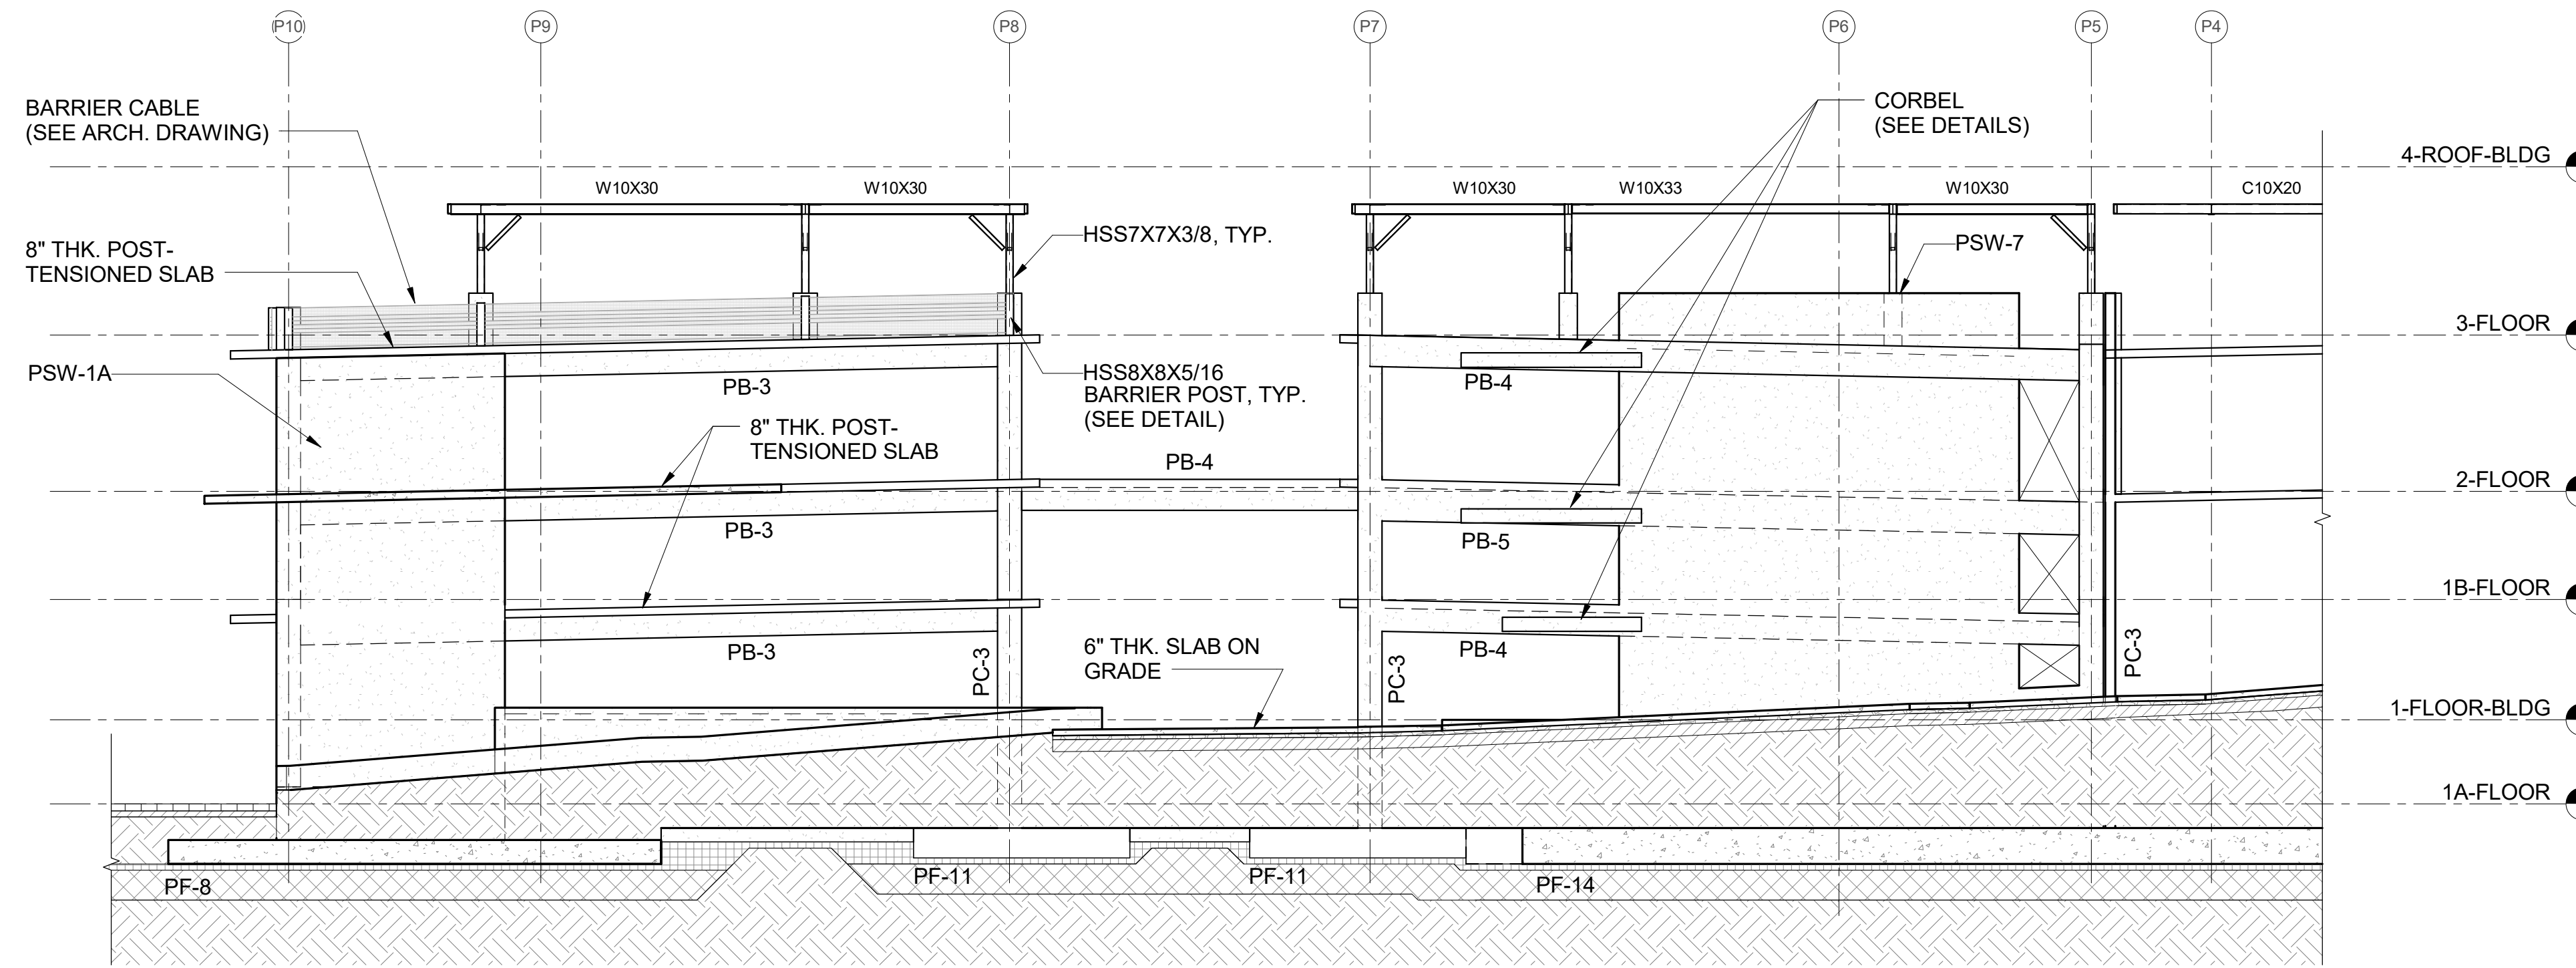 P10
P9
P8
P7
P6
P5
P4
BARRIER CABLE
(SEE ARCH. DRAWING)
CORBEL
(SEE DETAILS)
4-ROOF-BLDG
W10X30
W10X30
W10X30
W10X33
W10X30
C10X20
8" THK. POST-
TENSIONED SLAB
HSS7X7X3/8, TYP.
PSW-7
3-FLOOR
PSW-1A
PB-3
HSS8X8X5/16
BARRIER POST, TYP.
(SEE DETAIL)
PB-4
8" THK. POST-
TENSIONED SLAB
PB-4
2-FLOOR
PB-3
PB-5
1B-FLOOR
PB-3
PC-3
6" THK. SLAB ON
GRADE
PC-3
PB-4
PC-3
1-FLOOR-BLDG
1A-FLOOR
PF-8
PF-11
PF-11
PF-14